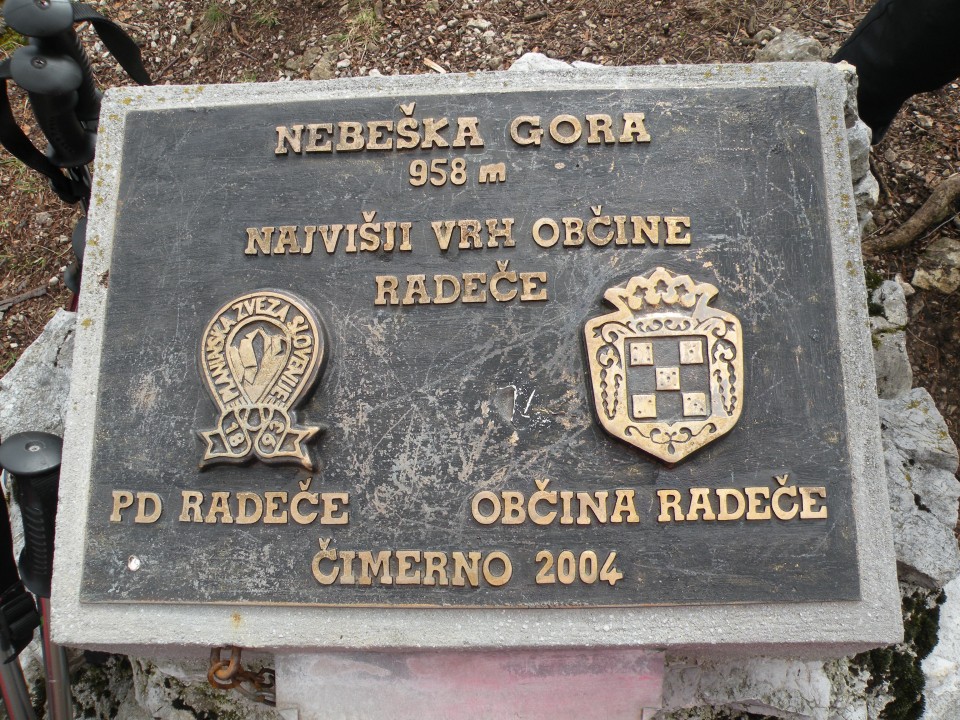 NEBEŠKA GORA
958 m
NAJVIŠJI VRH OBČINE
RADEČE
PLANINSKA ZVEZA SLOVENIJE
1893
PD RADEČE
OBČINA RADEČE
ČIMERNO 2004